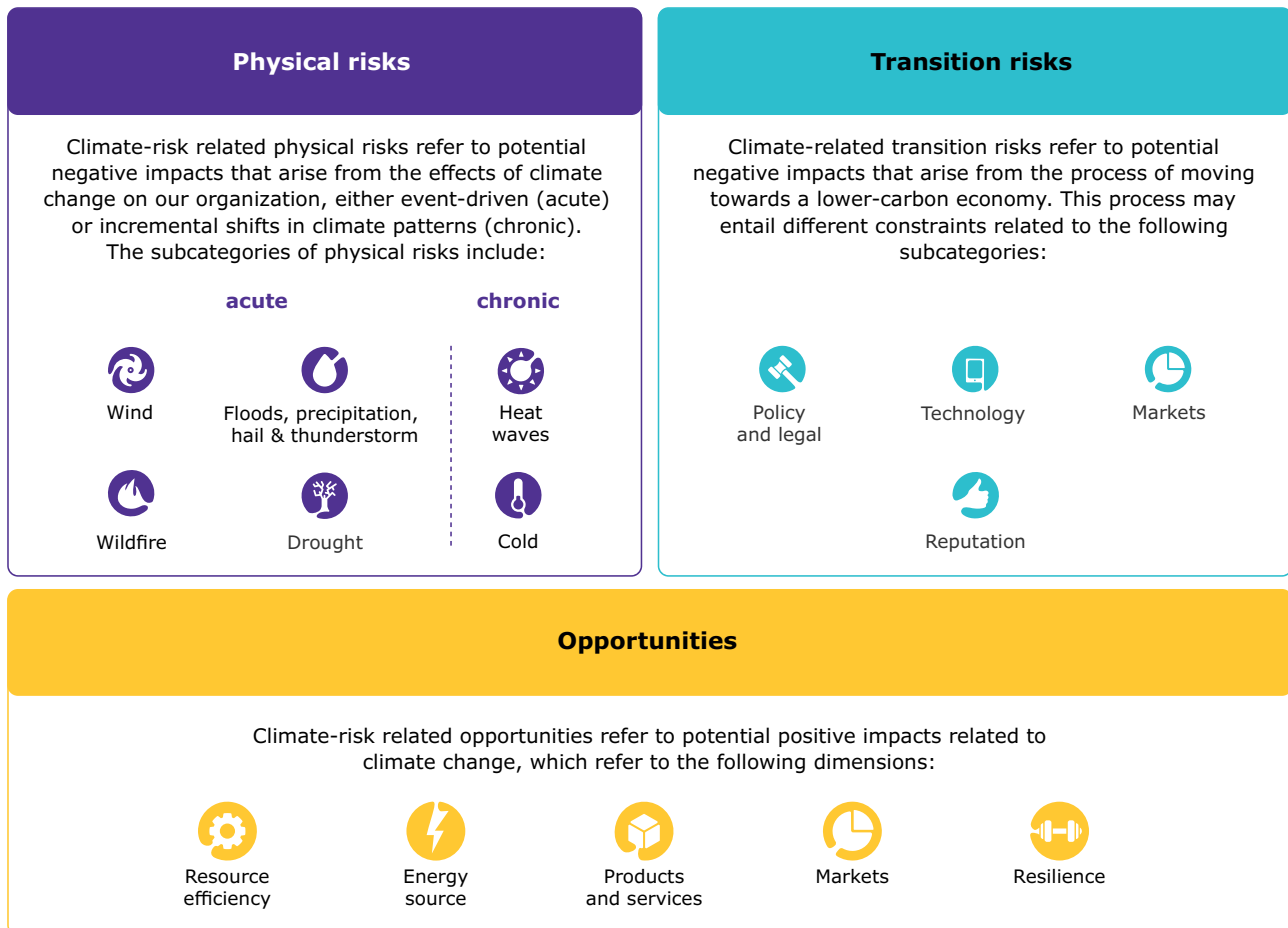 Physical risks
Climate-risk related physical risks refer to potential
negative impacts that arise from the effects of climate
change on our organization, either event-driven (acute)
or incremental shifts in climate patterns (chronic).
The subcategories of physical risks include:
acute
chronic
Wind
Floods, precipitation,
hail & thunderstorm
Heat
waves
Wildfire
Drought
Cold
Transition risks
Climate-related transition risks refer to potential
negative impacts that arise from the process of moving
towards a lower-carbon economy. This process may
entail different constraints related to the following
subcategories:
Policy
and legal
Technology
Markets
Reputation
Opportunities
Climate-risk related opportunities refer to potential positive impacts related to
climate change, which refer to the following dimensions:
Resource
efficiency
Energy
source
Products
and services
Markets
Resilience